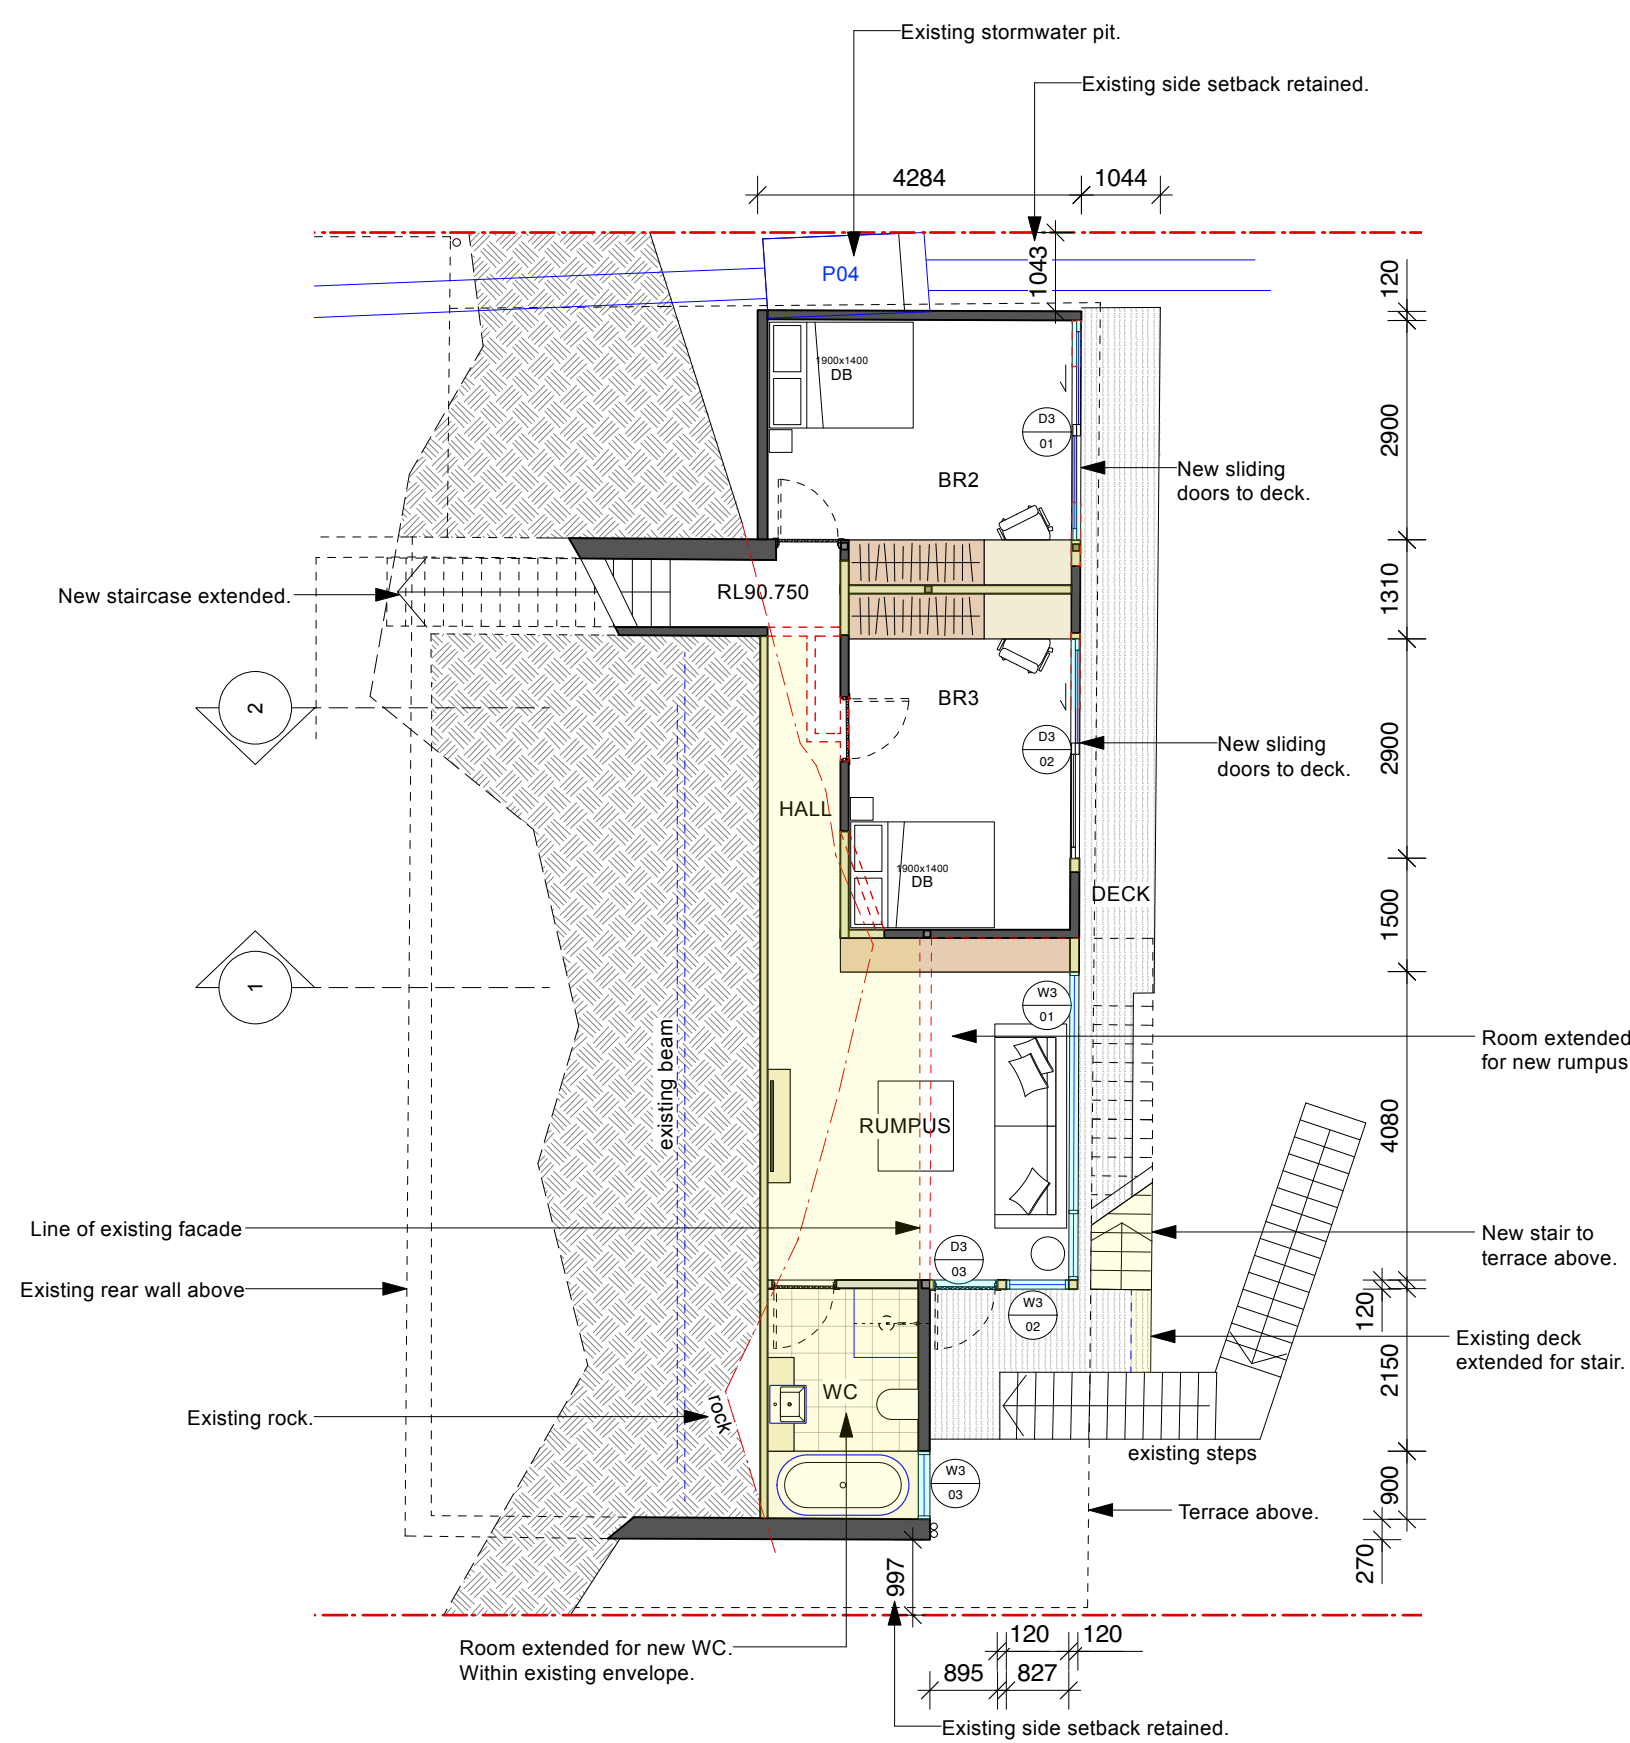 Existing stormwater pit.
Existing side setback retained.
4284
1044
1043
120
P04
1900x1400
DB
D3
01
2900
BR2
New sliding
doors to deck.
New staircase extended.
RL90.750
1310
2
BR3
D3
02
New sliding
doors to deck.
2900
HALL
1900x1400
DB
DECK
1500
1
W3
01
existing beam
Room extended
for new rumpus
RUMPUS
4080
Line of existing facade
D3
03
New stair to
terrace above.
Existing rear wall above
W3
02
120
Existing deck
extended for stair.
2150
WC
rock
Existing rock.
existing steps
W3
03
900
Terrace above.
270
997
Room extended for new WC.
Within existing envelope.
120
120
895
827
Existing side setback retained.